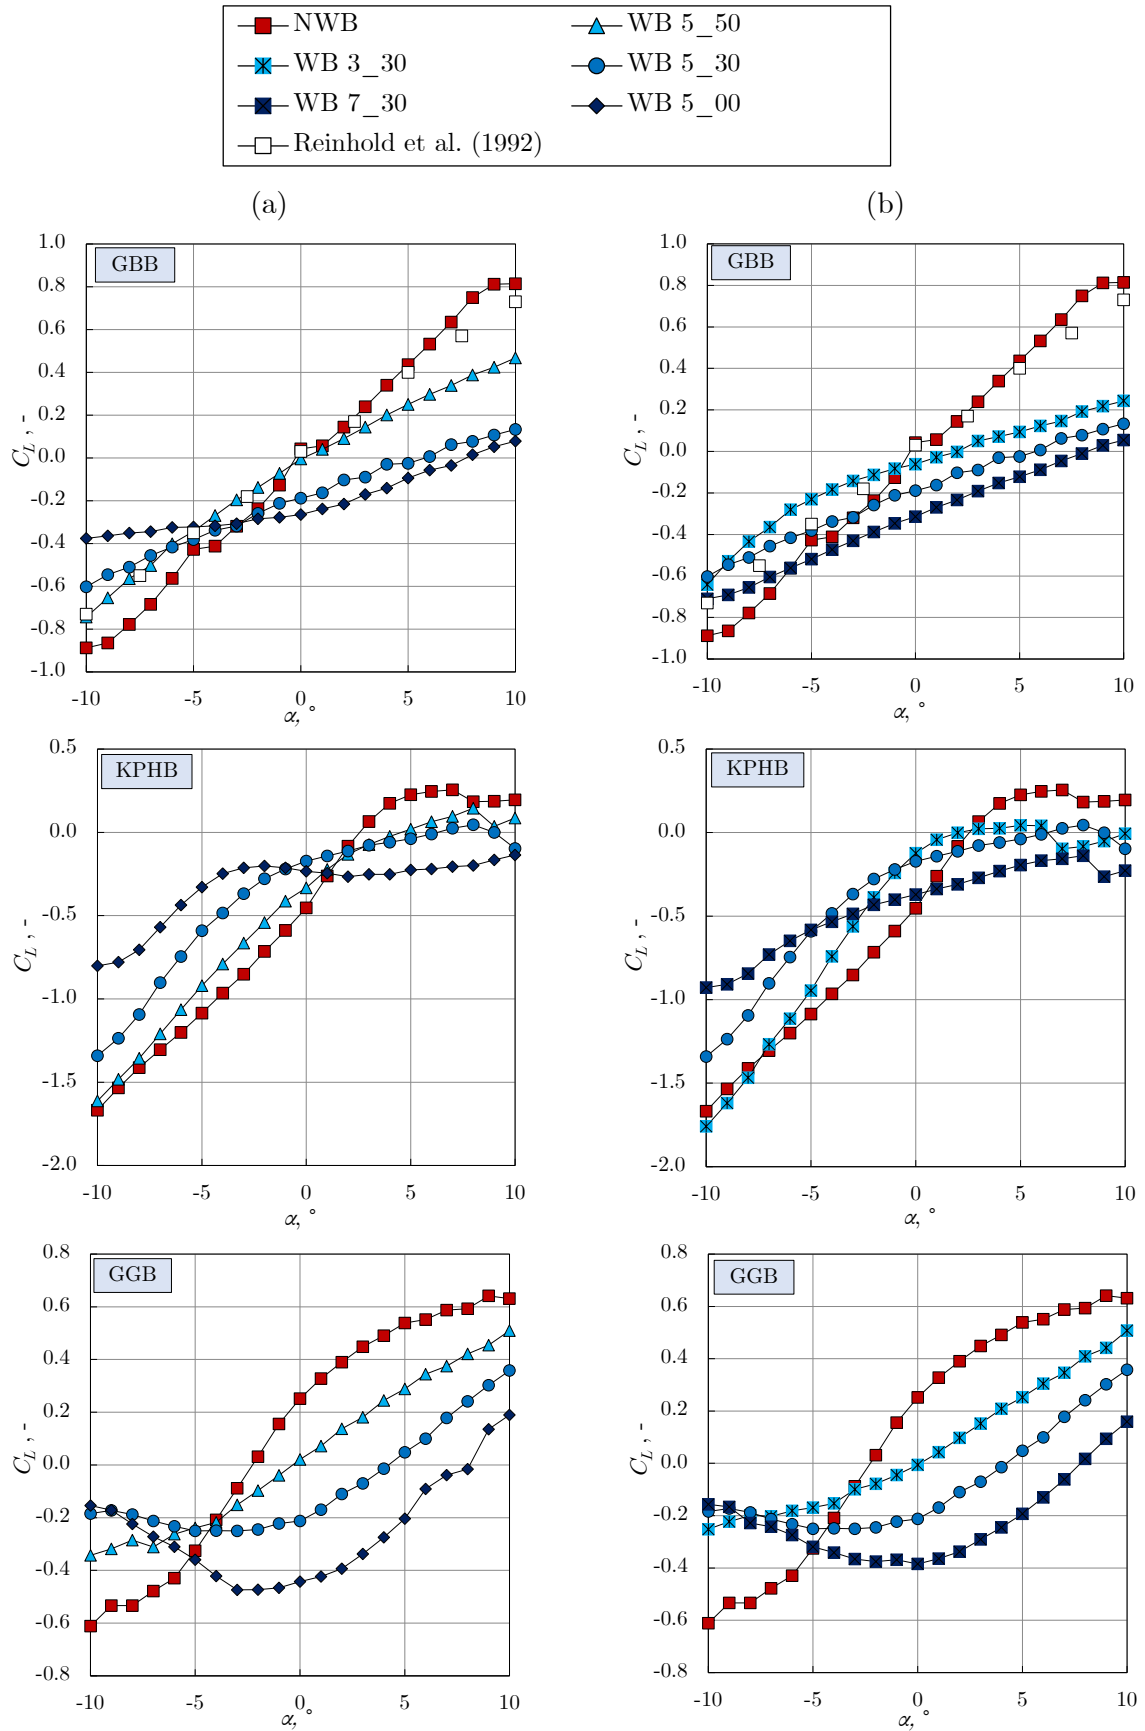 NWB
WB 5_50
WB 3_30
WB 5_30
WB 7_30
WB 5_00
Reinhold et al. (1992)
(a)
(b)
GBB
1.0
0.8
0.6
0.4
0.2
0.0
-0.2
-0.4
-0.6
-0.8
-1.0
C_L, -
-10 -5 0 5 10
α, °
GBB
1.0
0.8
0.6
0.4
0.2
0.0
-0.2
-0.4
-0.6
-0.8
-1.0
C_L, -
-10 -5 0 5 10
α, °
KPHB
0.5
0.0
-0.5
-1.0
-1.5
-2.0
C_L, -
-10 -5 0 5 10
α, °
KPHB
0.5
0.0
-0.5
-1.0
-1.5
-2.0
C_L, -
-10 -5 0 5 10
α, °
GGB
0.8
0.6
0.4
0.2
0.0
-0.2
-0.4
-0.6
-0.8
C_L, -
-10 -5 0 5 10
α, °
GGB
0.8
0.6
0.4
0.2
0.0
-0.2
-0.4
-0.6
-0.8
C_L, -
-10 -5 0 5 10
α, °